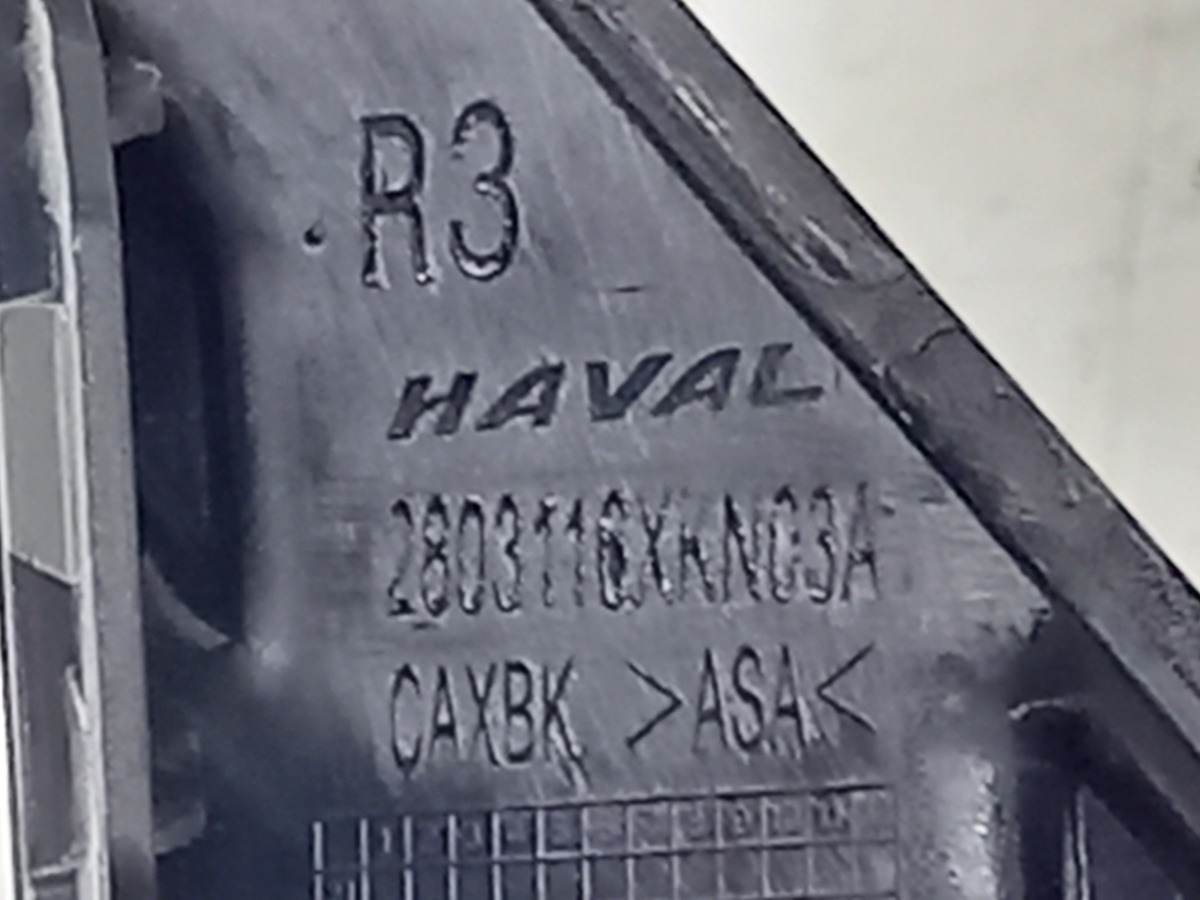 R3
HAVAL
2803116XKN03A
CAXBK >ASA<